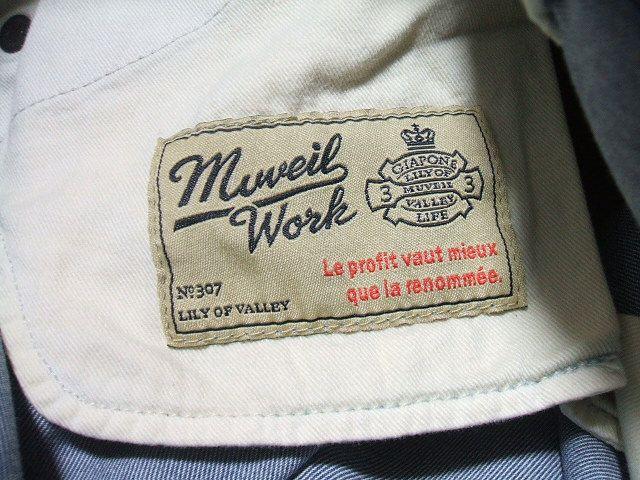 Muveil
Work
GIAPONE
LILY OF
3 MUVEIL 3
VALLEY
LIFE
Le profit vaut mieux
que la renommée.
No307
LILY OF VALLEY